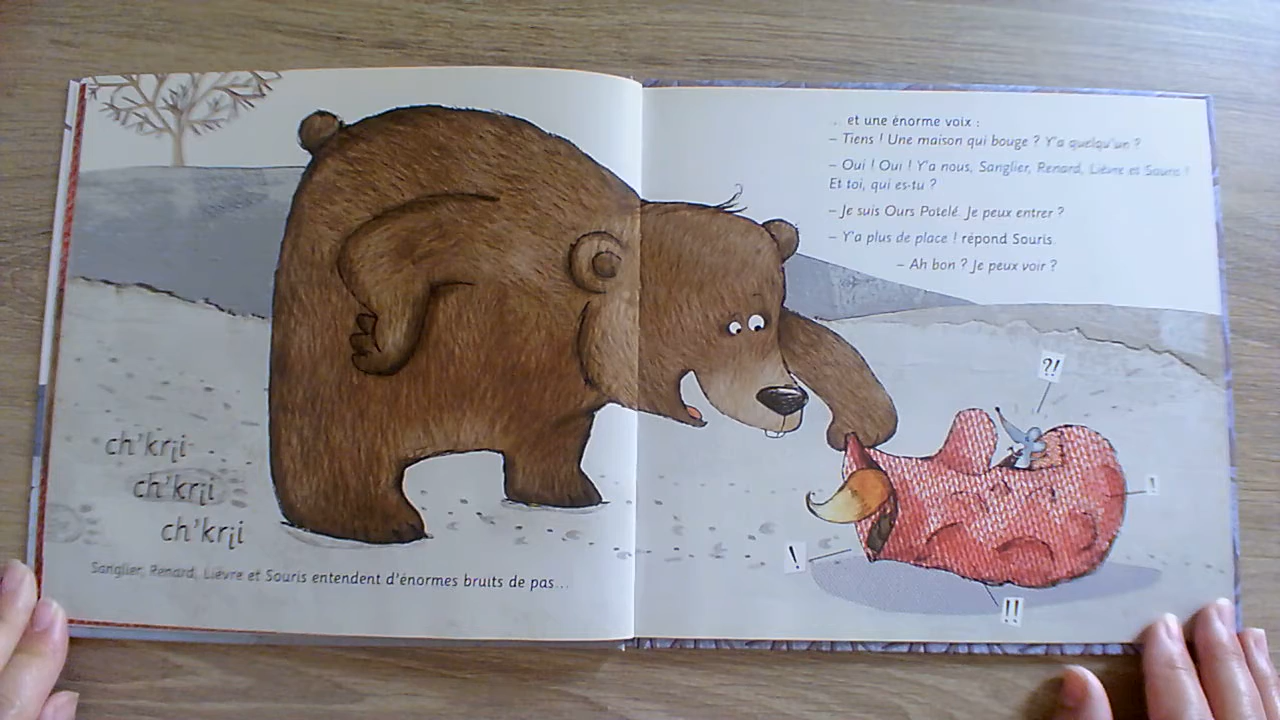 ch'krii
ch'krii
ch'krii
Sanglier, Renard, Lièvre et Souris entendent d'énormes bruits de pas...
... et une énorme voix :
– Tiens ! Une maison qui bouge ? Y'a quelqu'un ?
– Oui ! Oui ! Y'a nous, Sanglier, Renard, Lièvre et Souris !
Et toi, qui es-tu ?
– Je suis Ours Potelé. Je peux entrer ?
– Y'a plus de place ! répond Souris.
– Ah bon ? Je peux voir ?
?!
!
!
!!